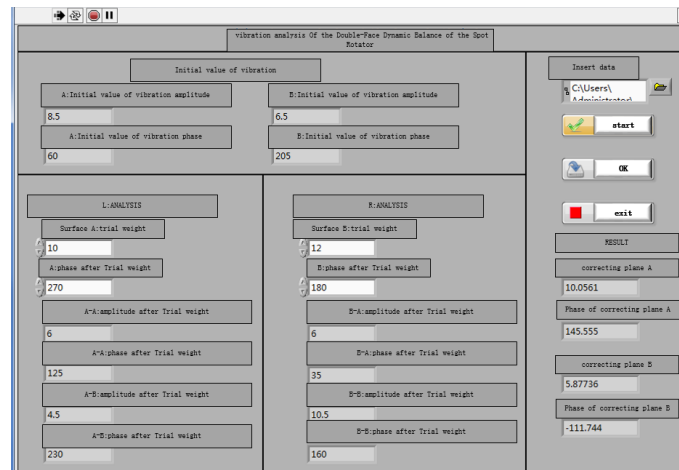 vibration analysis Of the Double-Face Dynamic Balance of the Spot
Rotator
Initial value of vibration
A:Initial value of vibration amplitude
8.5
A:Initial value of vibration phase
60
B:Initial value of vibration amplitude
6.5
B:Initial value of vibration phase
205
L:ANALYSIS
Surface A:trial weight
10
A:phase after Trial weight
270
A-A:amplitude after Trial weight
6
A-A:phase after Trial weight
125
A-B:amplitude after Trial weight
4.5
A-B:phase after Trial weight
230
R:ANALYSIS
Surface B:trial weight
12
B:phase after Trial weight
180
B-A:amplitude after Trial weight
6
B-A:phase after Trial weight
35
B-B:amplitude after Trial weight
10.5
B-B:phase after Trial weight
160
Insert data
C:\Users\
Administrator\
start
OK
exit
RESULT
correcting plane A
10.0561
Phase of correcting plane A
145.555
correcting plane B
5.87736
Phase of correcting plane B
-111.744